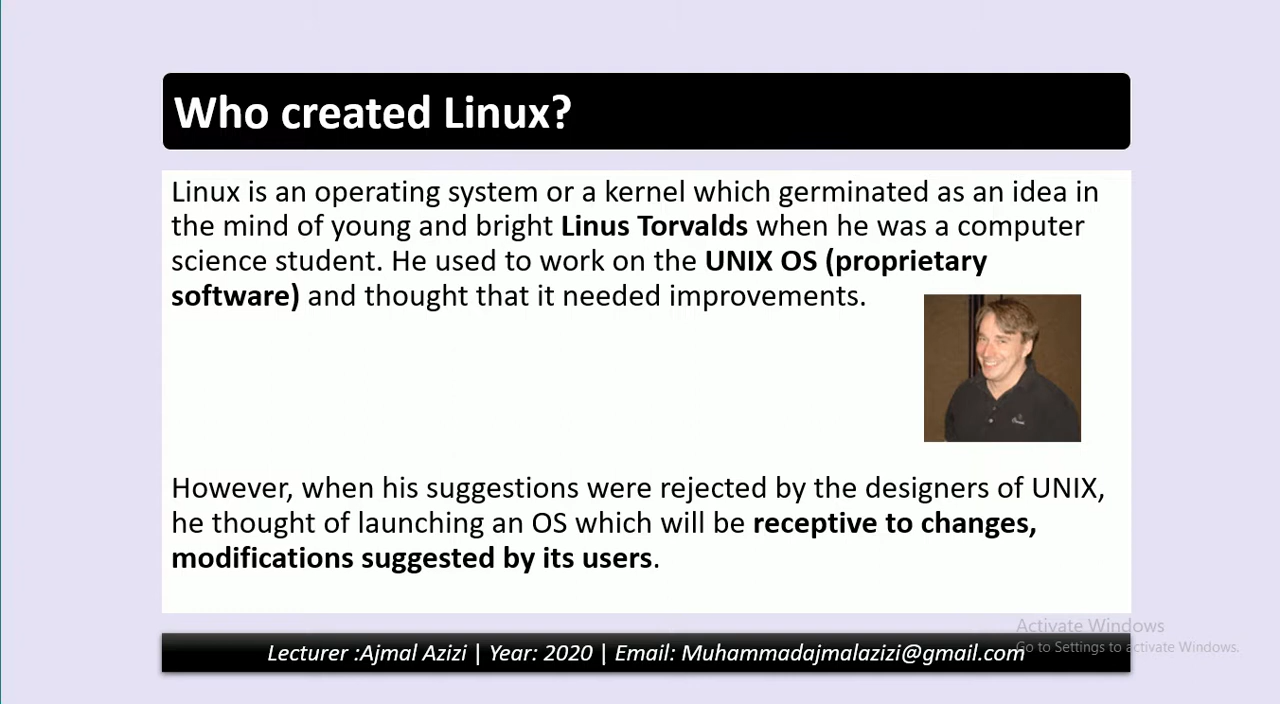 Who created Linux?
Linux is an operating system or a kernel which germinated as an idea in
the mind of young and bright Linus Torvalds when he was a computer
science student. He used to work on the UNIX OS (proprietary
software) and thought that it needed improvements.
However, when his suggestions were rejected by the designers of UNIX,
he thought of launching an OS which will be receptive to changes,
modifications suggested by its users.
Activate Windows
Go to Settings to activate Windows.
Lecturer :Ajmal Azizi | Year: 2020 | Email: Muhammadajmalazizi@gmail.com